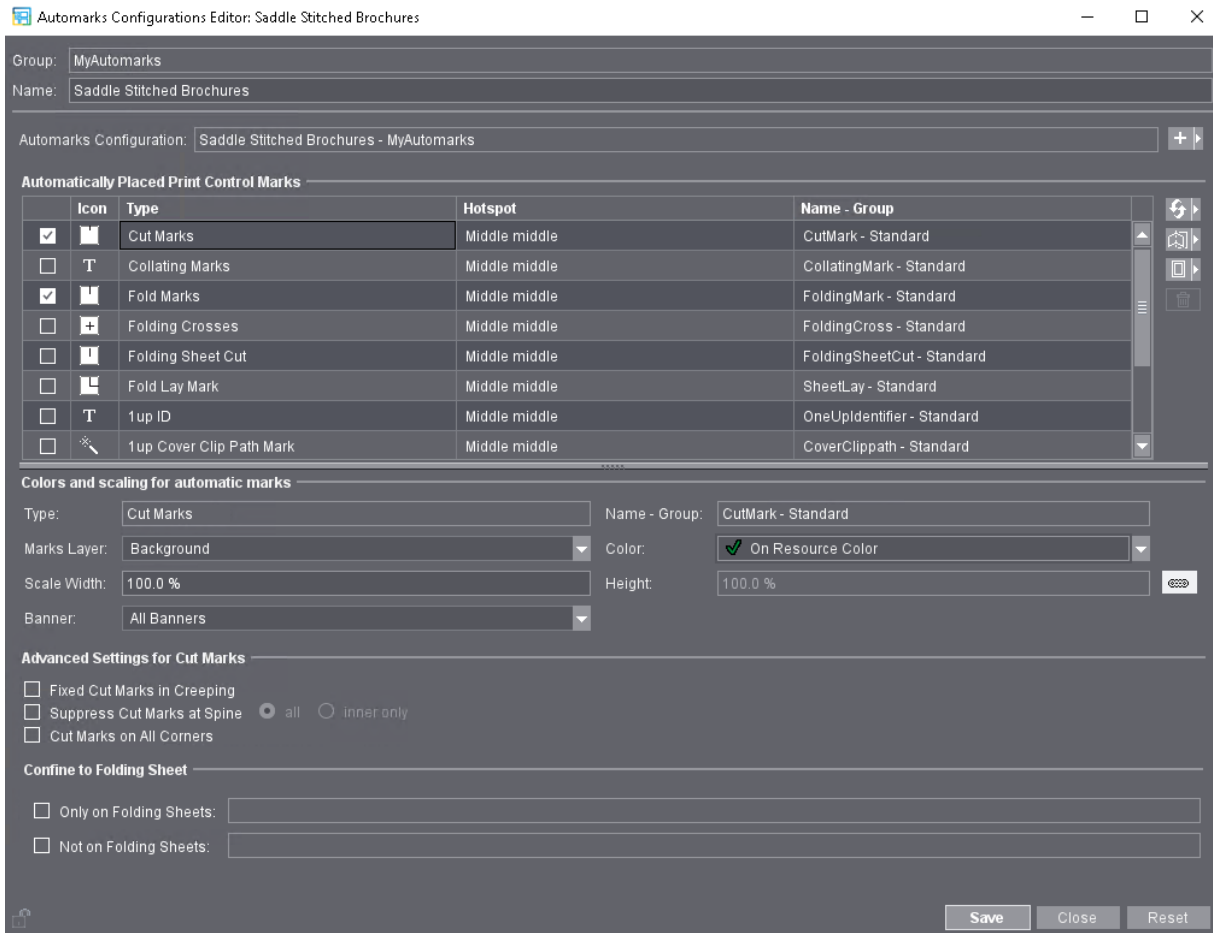 Automarks Configurations Editor: Saddle Stitched Brochures
Group: MyAutomarks
Name: Saddle Stitched Brochures
Automarks Configuration: Saddle Stitched Brochures - MyAutomarks
Automatically Placed Print Control Marks
Icon Type Hotspot Name - Group
Cut Marks Middle middle CutMark - Standard
T Collating Marks Middle middle CollatingMark - Standard
Fold Marks Middle middle FoldingMark - Standard
Folding Crosses Middle middle FoldingCross - Standard
Folding Sheet Cut Middle middle FoldingSheetCut - Standard
Fold Lay Mark Middle middle SheetLay - Standard
T 1up ID Middle middle OneUpIdentifier - Standard
1up Cover Clip Path Mark Middle middle CoverClippath - Standard
Colors and scaling for automatic marks
Type: Cut Marks Name - Group: CutMark - Standard
Marks Layer: Background Color: On Resource Color
Scale Width: 100.0 % Height: 100.0 %
Banner: All Banners
Advanced Settings for Cut Marks
Fixed Cut Marks in Creeping
Suppress Cut Marks at Spine all inner only
Cut Marks on All Corners
Confine to Folding Sheet
Only on Folding Sheets:
Not on Folding Sheets:
Save Close Reset